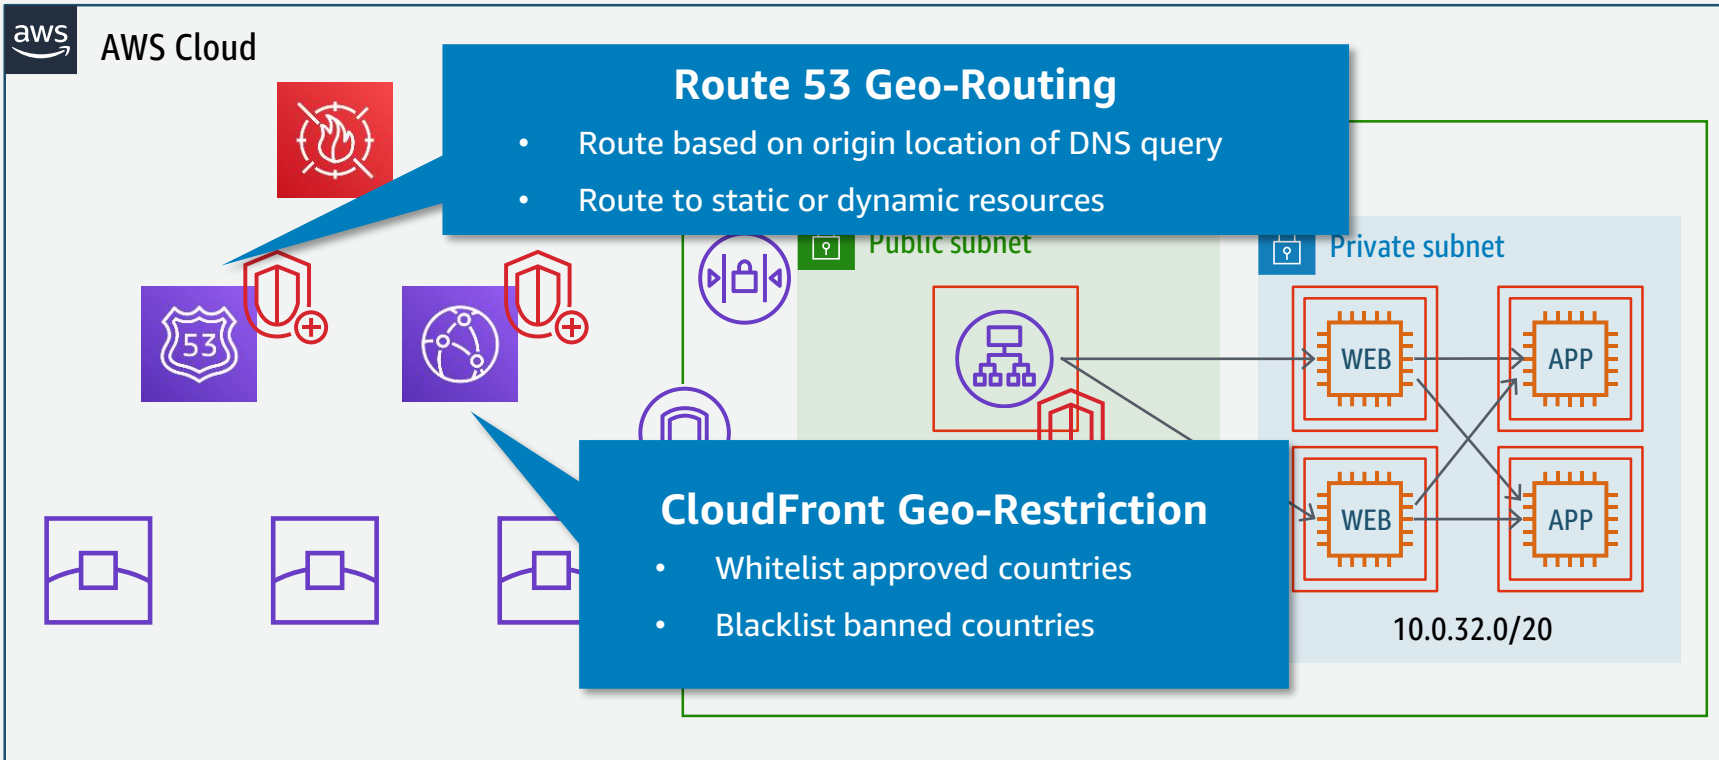 aws
AWS Cloud
Route 53 Geo-Routing
• Route based on origin location of DNS query
• Route to static or dynamic resources
Public subnet
Private subnet
53
WEB
APP
CloudFront Geo-Restriction
• Whitelist approved countries
• Blacklist banned countries
WEB
APP
10.0.32.0/20